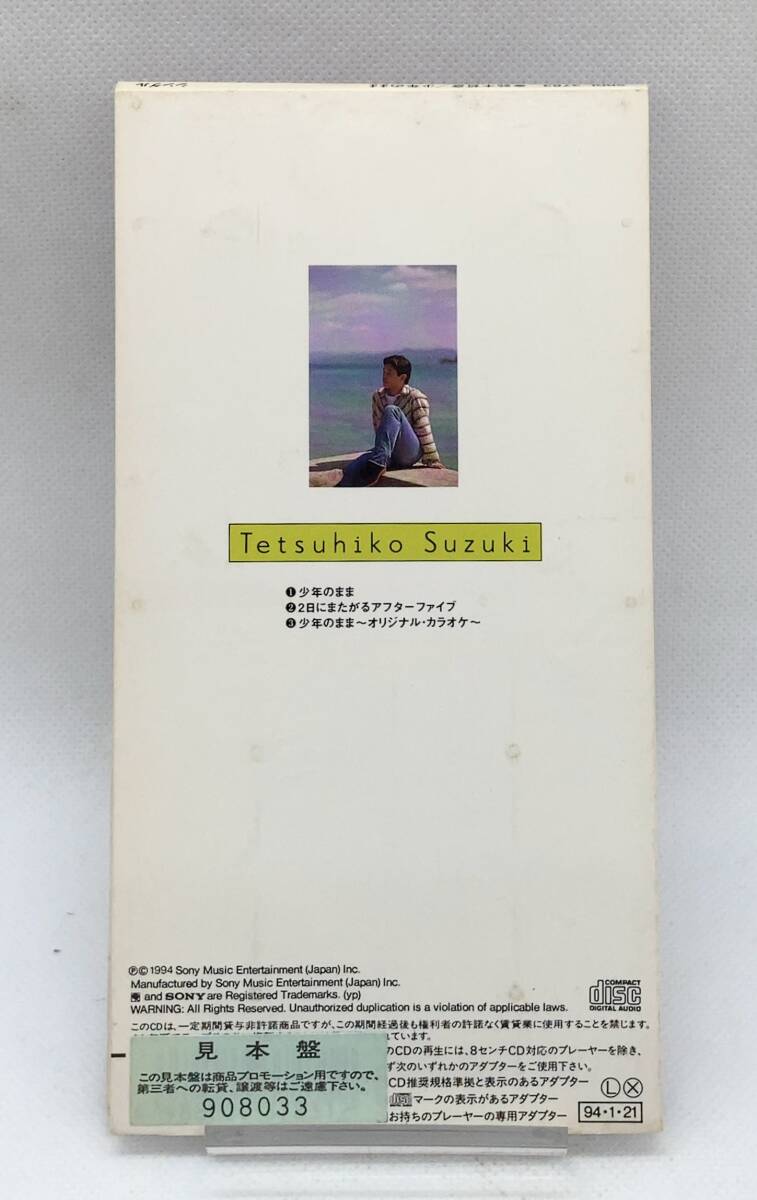 シングル
Tetsuhiko Suzuki
❶少年のまま
❷2日にまたがるアフターファイブ
❸少年のまま〜オリジナル・カラオケ〜
Ⓟ©1994 Sony Music Entertainment (Japan) Inc.
Manufactured by Sony Music Entertainment (Japan) Inc.
and SONY are Registered Trademarks. (yp)
WARNING: All Rights Reserved. Unauthorized duplication is a violation of applicable laws.
COMPACT
disc
DIGITAL AUDIO
このCDは、一定期間貸与非許諾商品ですが、この期間経過後も権利者の許諾なく賃貸業に使用することを禁じます。
れています。
見本盤
この見本盤は商品プロモーション用ですので、
第三者への転貸、譲渡等はご遠慮下さい。
908033
のCDの再生には、8センチCD対応のプレーヤーを除き、
ず次のいずれかのアダプターをご使用下さい。
CD推奨規格準拠と表示のあるアダプター
マークの表示があるアダプター
お持ちのプレーヤーの専用アダプター
Ⓛ Ⓧ
94・1・21